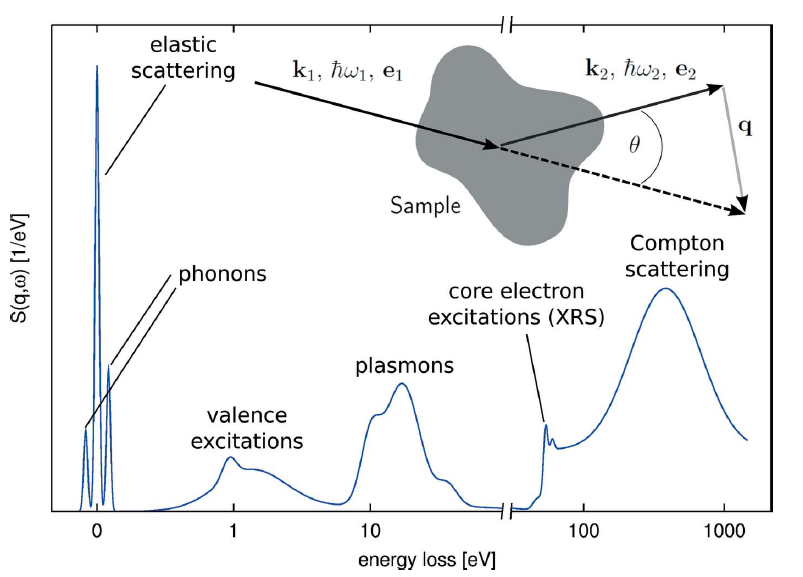 elastic
scattering
k₁, ħω₁, e₁
k₂, ħω₂, e₂
q
θ
Sample
Compton
scattering
phonons
core electron
excitations (XRS)
plasmons
valence
excitations
S(q,ω) [1/eV]
0
1
10
100
1000
energy loss [eV]